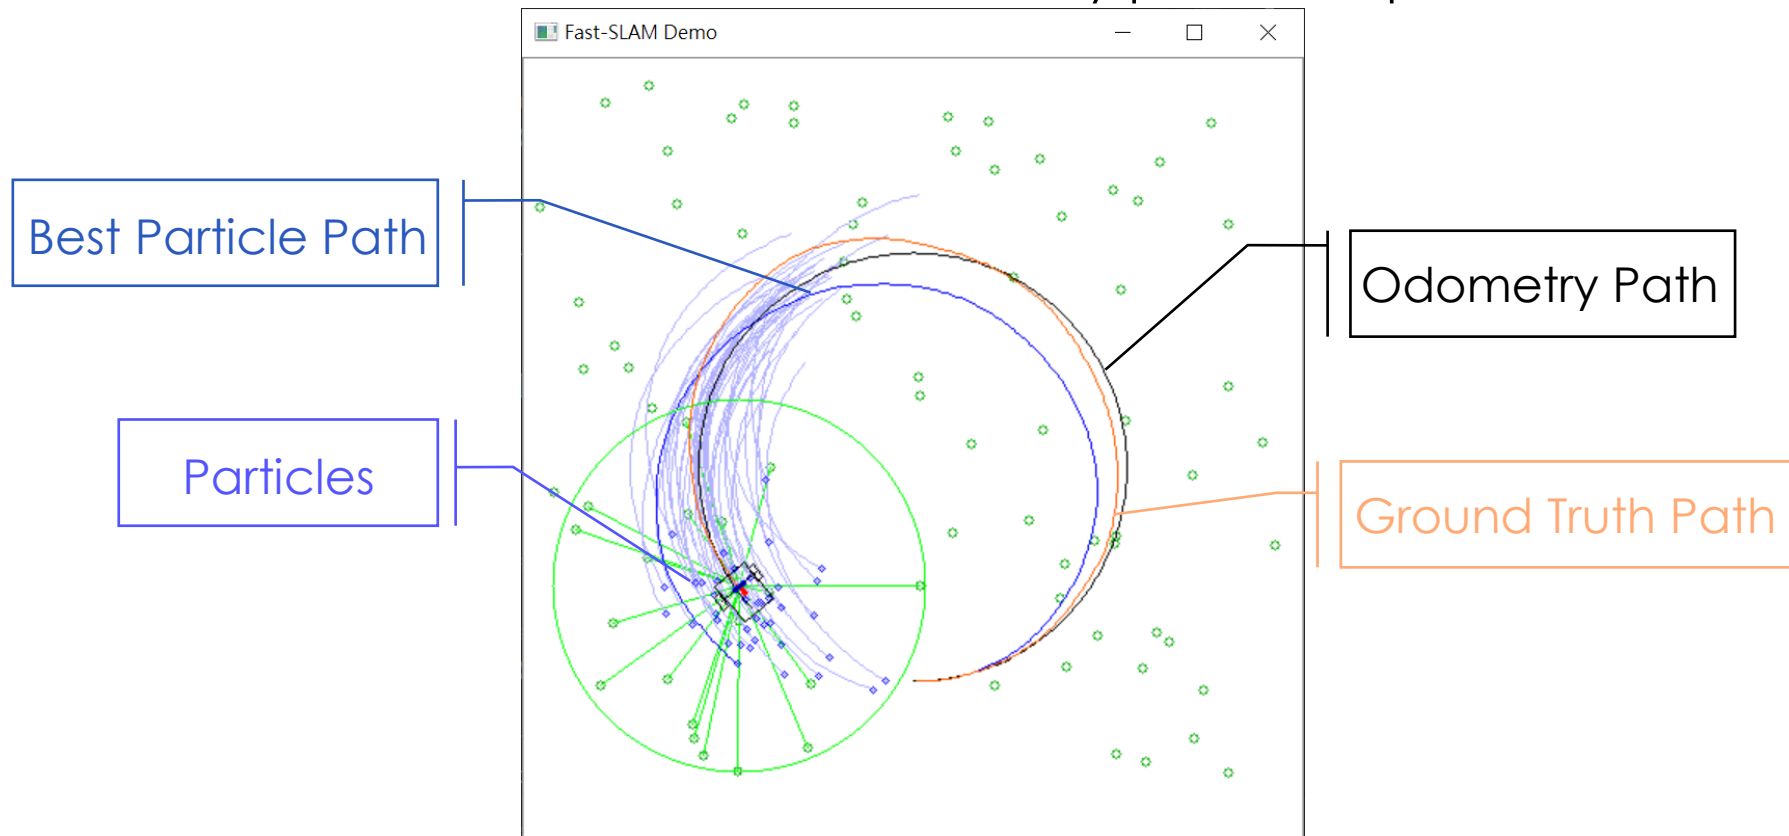 Fast-SLAM Demo
Best Particle Path
Odometry Path
Particles
Ground Truth Path